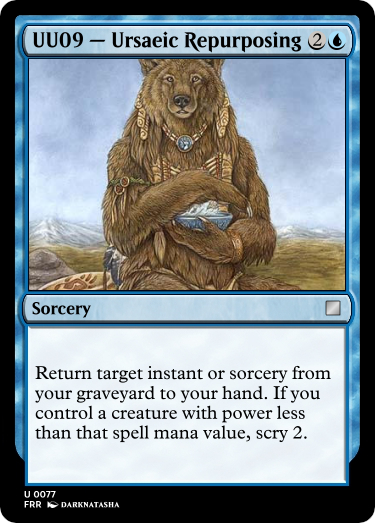 UU09 — Ursaeic Repurposing 2
Sorcery
Return target instant or sorcery from
your graveyard to your hand. If you
control a creature with power less
than that spell mana value, scry 2.
U 0077
FRR DARKNATASHA